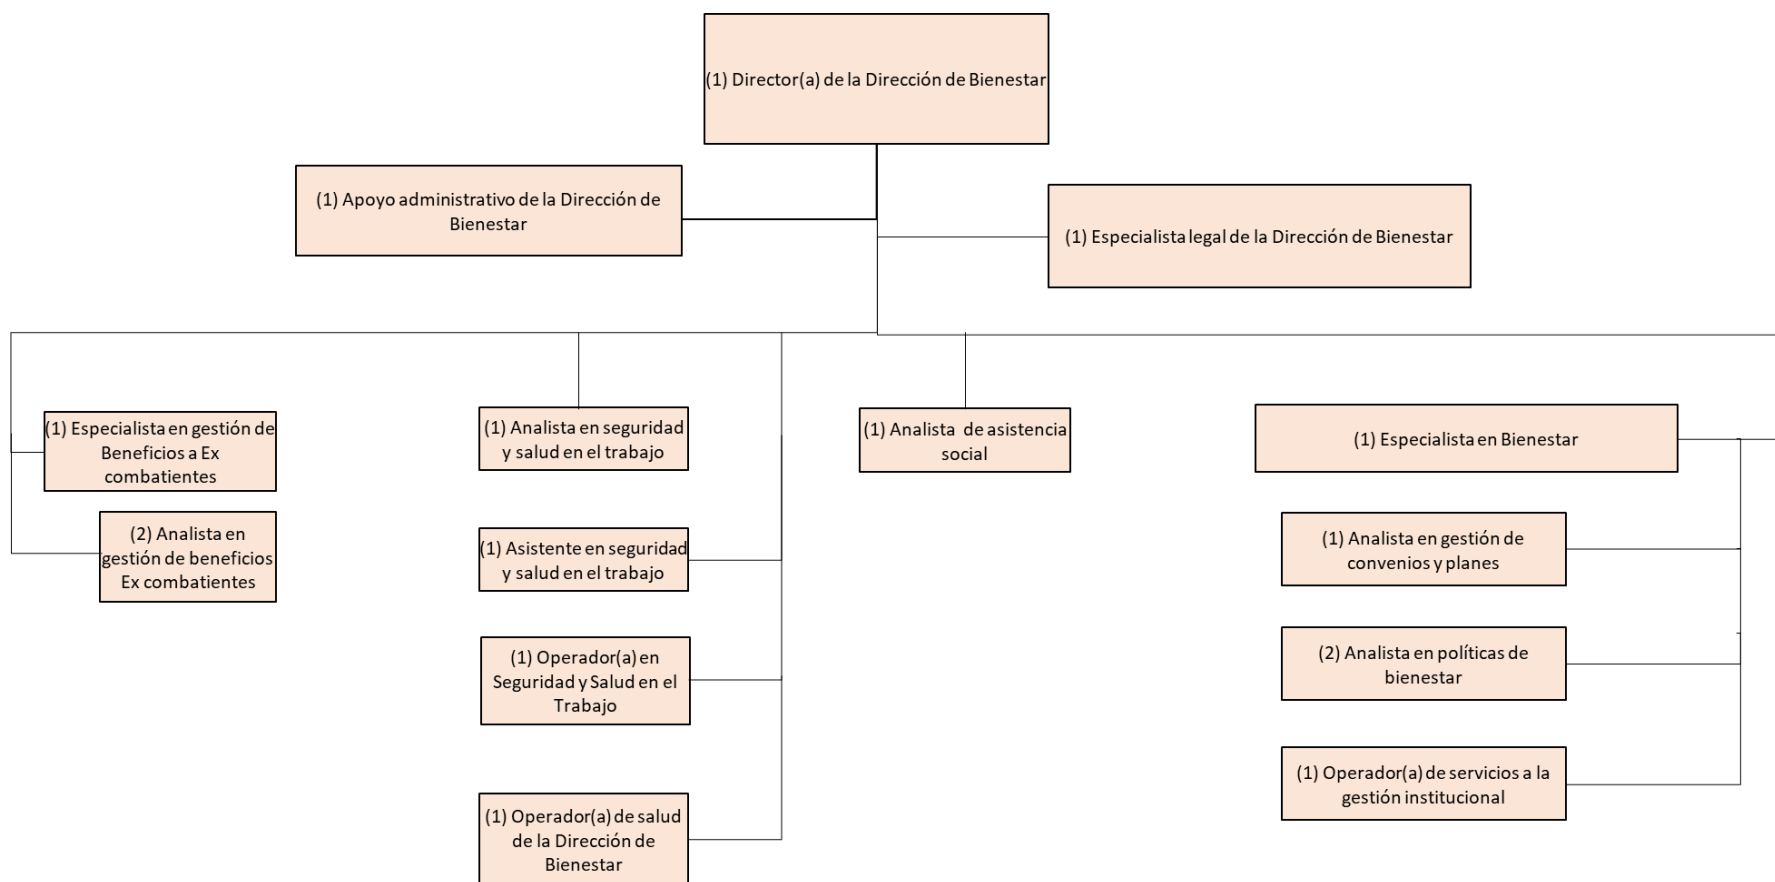 (1) Director(a) de la Dirección de Bienestar
(1) Apoyo administrativo de la Dirección de
Bienestar
(1) Especialista legal de la Dirección de Bienestar
(1) Especialista en gestión de
Beneficios a Ex
combatientes
(2) Analista en
gestión de beneficios
Ex combatientes
(1) Analista en seguridad
y salud en el trabajo
(1) Asistente en seguridad
y salud en el trabajo
(1) Operador(a) en
Seguridad y Salud en el
Trabajo
(1) Operador(a) de salud
de la Dirección de
Bienestar
(1) Analista de asistencia
social
(1) Especialista en Bienestar
(1) Analista en gestión de
convenios y planes
(2) Analista en políticas de
bienestar
(1) Operador(a) de servicios a la
gestión institucional